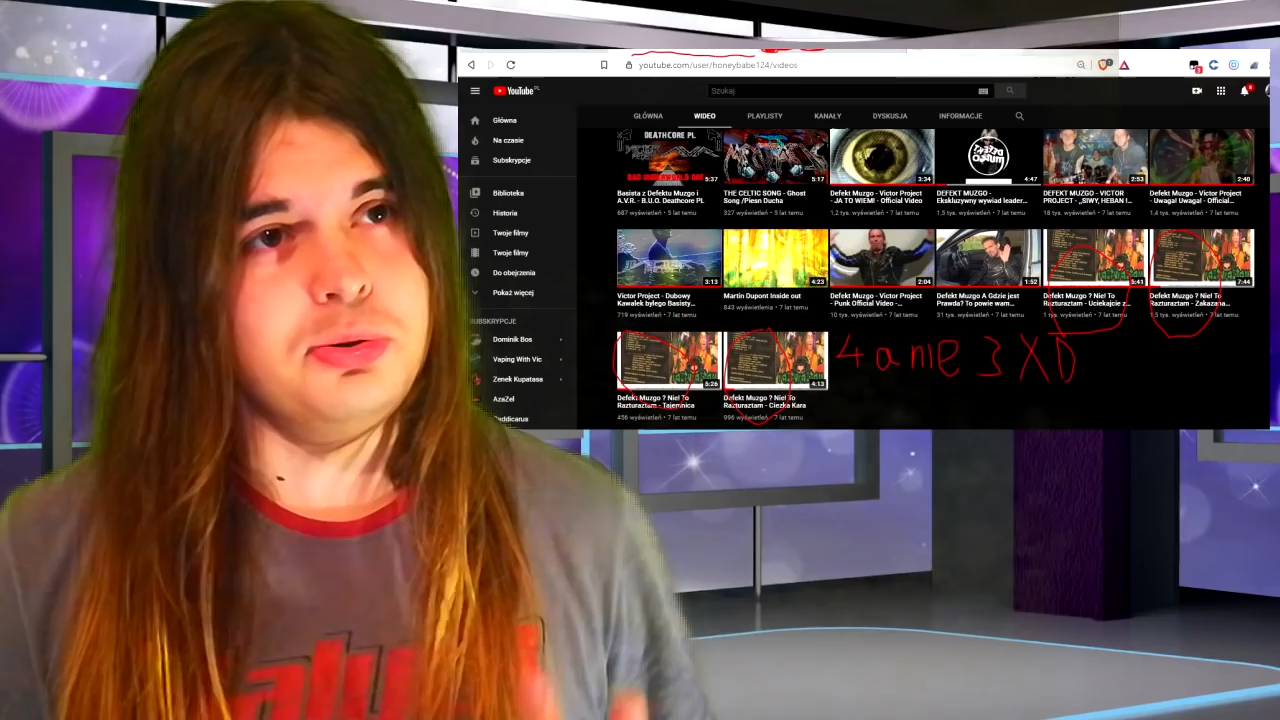 youtube.com/user/honeybabe124/videos
YouTube PL
Szukaj
GŁÓWNA WIDEO PLAYLISTY KANAŁY DYSKUSJA INFORMACJE
Główna
Na czasie
Subskrypcje
Biblioteka
Historia
Twoje filmy
Twoje filmy
Do obejrzenia
Pokaż więcej
SUBSKRYPCJE
Dominik Bos
Vaping With Vic
Zenek Kupatasa
AzaZel
DEATHCORE PL
5:37
Basista z Defektu Muzgo i
A.V.R. - B.U.O. Deathcore PL
687 wyświetleń • 5 lat temu
5:17
THE CELTIC SONG - Ghost
Song /Piesn Ducha
327 wyświetleń • 5 lat temu
3:34
Defekt Muzgo - Victor Project
- JA TO WIEM! - Official Video
1,2 tys. wyświetleń • 7 lat temu
4:47
DEFEKT MUZGO -
Ekskluzywny wywiad leader...
1,5 tys. wyświetleń • 7 lat temu
2:53
DEFEKT MUZGO - VICTOR
PROJECT - ,,SIWY, HEBAN I...
18 tys. wyświetleń • 7 lat temu
2:40
Defekt Muzgo - Victor Project
- Uwaga! Uwaga! - Official...
1,4 tys. wyświetleń • 7 lat temu
3:13
Victor Project - Dubowy
Kawałek byłego Basisty...
719 wyświetleń • 7 lat temu
4:23
Martin Dupont Inside out
843 wyświetlenia • 7 lat temu
2:04
Defekt Muzgo - Victor Project
- Punk Official Video -...
10 tys. wyświetleń • 7 lat temu
1:52
Defekt Muzgo A Gdzie jest
Prawda? To powie wam...
31 tys. wyświetleń • 7 lat temu
5:41
Defekt Muzgo ? Nie! To
Razturaztam - Uciekajcie z...
1 tys. wyświetleń • 7 lat temu
7:44
Defekt Muzgo ? Nie! To
Razturaztam - Zakazana...
1,5 tys. wyświetleń • 7 lat temu
5:26
Defekt Muzgo ? Nie! To
Razturaztam - Tajemnica
456 wyświetleń • 7 lat temu
4:13
Defekt Muzgo ? Nie! To
Razturaztam - Ciezka Kara
996 wyświetleń • 7 lat temu
4 a nie 3 XD